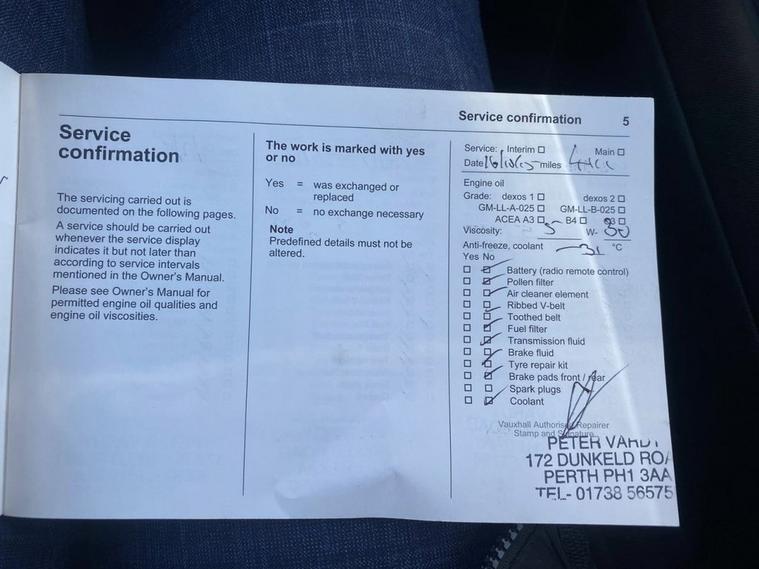 Service confirmation 5
Service
confirmation
The servicing carried out is
documented on the following pages.
A service should be carried out
whenever the service display
indicates it but not later than
according to service intervals
mentioned in the Owner's Manual.
Please see Owner's Manual for
permitted engine oil qualities and
engine oil viscosities.
The work is marked with yes
or no
Yes = was exchanged or
replaced
No = no exchange necessary
Note
Predefined details must not be
altered.
Service: Interim Main
Date miles
Engine oil
Grade: dexos 1 dexos 2
GM-LL-A-025 GM-LL-B-025
ACEA A3 B4
Viscosity: 5 W- 30
Anti-freeze, coolant -31 °C
Yes No
Battery (radio remote control)
Pollen filter
Air cleaner element
Ribbed V-belt
Toothed belt
Fuel filter
Transmission fluid
Brake fluid
Tyre repair kit
Brake pads front / rear
Spark plugs
Coolant
Vauxhall Authorised Repairer
Stamp and Signature
PETER VARDY
172 DUNKELD ROA
PERTH PH1 3AA
TEL- 01738 56575